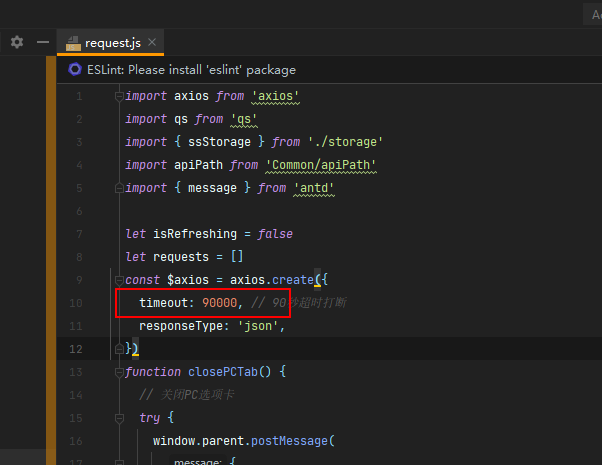 request.js
ESLint: Please install 'eslint' package
1 import axios from 'axios'
2 import qs from 'qs'
3 import { ssStorage } from './storage'
4 import apiPath from 'Common/apiPath'
5 import { message } from 'antd'
6
7 let isRefreshing = false
8 let requests = []
9 const $axios = axios.create({
10 timeout: 90000, // 90秒超时打断
11 responseType: 'json',
12 })
13 function closePCTab() {
14 // 关闭PC选项卡
15 try {
16 window.parent.postMessage(
17 message: {